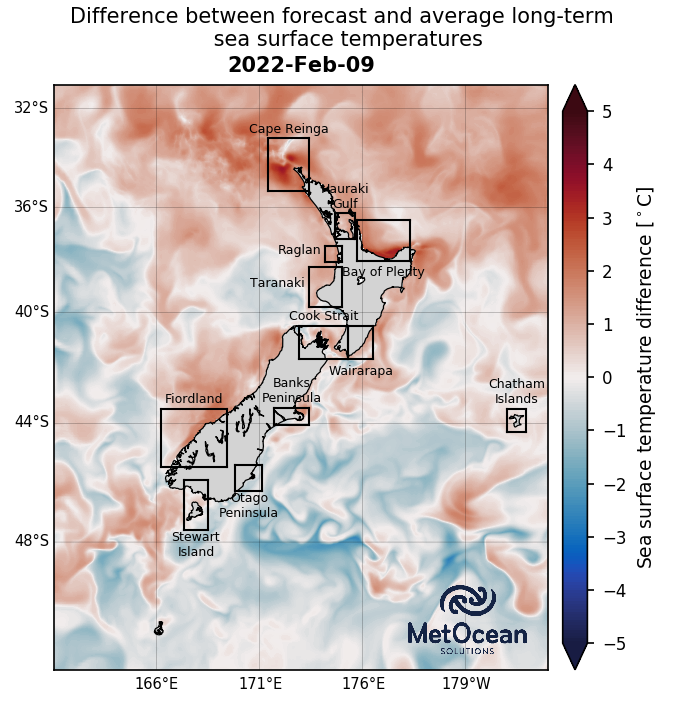 Difference between forecast and average long-term
sea surface temperatures
2022-Feb-09
32°S
36°S
40°S
44°S
48°S
Cape Reinga
Hauraki
Gulf
Raglan
Bay of Plenty
Taranaki
Cook Strait
Wairarapa
Banks
Peninsula
Fiordland
Chatham
Islands
Otago
Peninsula
Stewart
Island
MetOcean
SOLUTIONS
166°E
171°E
176°E
179°W
5
4
3
2
1
0
−1
−2
−3
−4
−5
Sea surface temperature difference [°C]